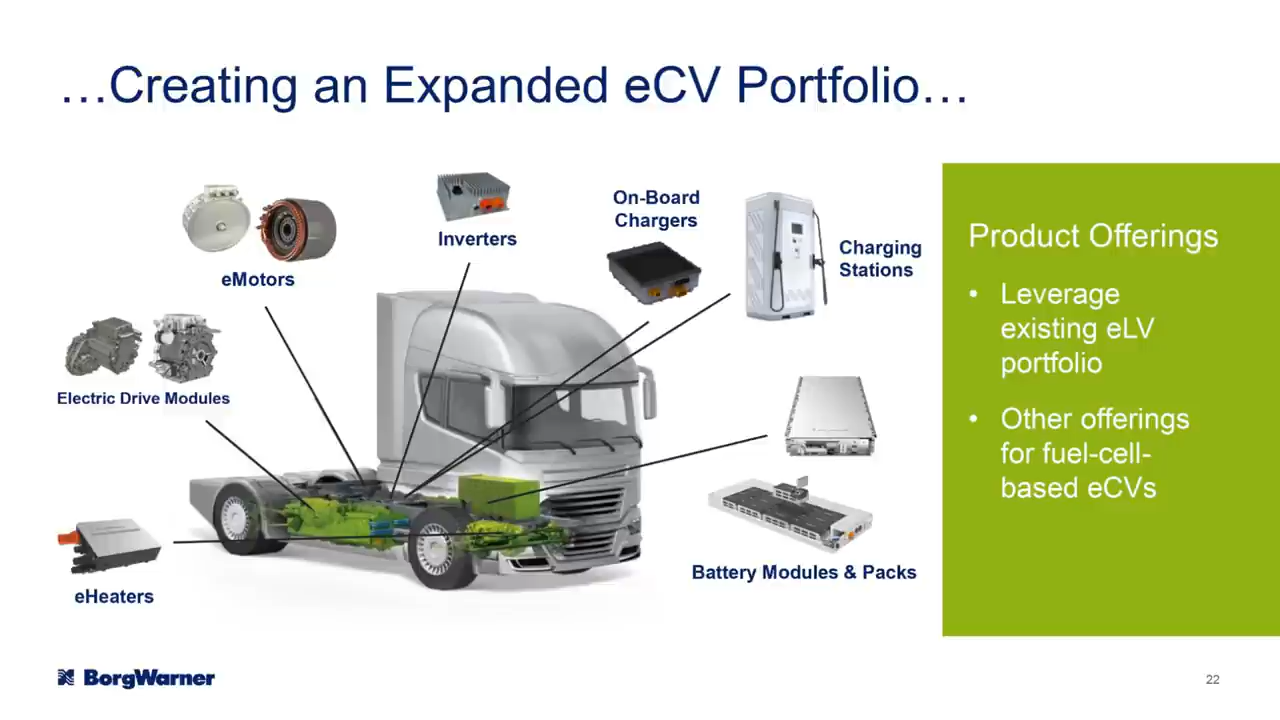 …Creating an Expanded eCV Portfolio…
eMotors
Inverters
On-Board
Chargers
Charging
Stations
Electric Drive Modules
eHeaters
Battery Modules & Packs
Product Offerings
• Leverage
existing eLV
portfolio
• Other offerings
for fuel-cell-
based eCVs
BorgWarner
22